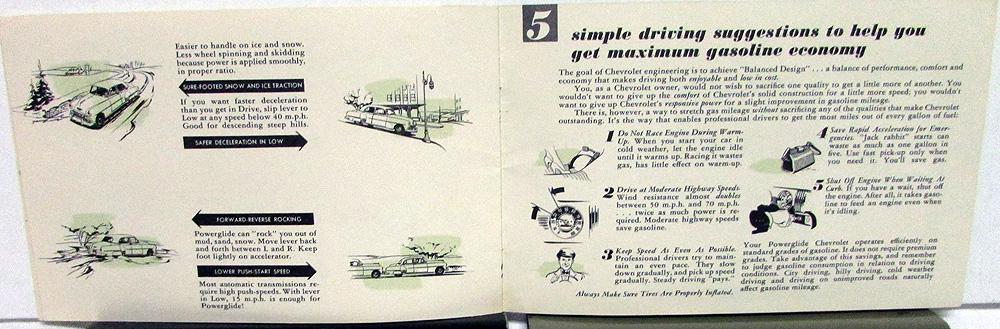 Easier to handle on ice and snow.
Less wheel spinning and skidding
because power is applied smoothly,
in proper ratio.
SURE-FOOTED SNOW AND ICE TRACTION
If you want faster deceleration
than you get in Drive, slip lever to
Low at any speed below 40 m.p.h.
Good for descending steep hills.
SAFER DECELERATION IN LOW
FORWARD-REVERSE ROCKING
Powerglide can "rock" you out of
mud, sand, snow. Move lever back
and forth between L and R. Keep
foot lightly on accelerator.
LOWER PUSH-START SPEED
Most automatic transmissions re-
quire high push-speeds. With lever
in Low, 15 m.p.h. is enough for
Powerglide!
5 simple driving suggestions to help you
get maximum gasoline economy
The goal of Chevrolet engineering is to achieve "Balanced Design" . . . a balance of performance, comfort and
economy that makes driving both enjoyable and low in cost.
You, as a Chevrolet owner, would not wish to sacrifice one quality to get a little more of another. You
wouldn't want to give up the comfort of Chevrolet's solid construction for a little more speed; you wouldn't
want to give up Chevrolet's responsive power for a slight improvement in gasoline mileage.
There is, however, a way to stretch gas mileage without sacrificing any of the qualities that make Chevrolet
outstanding. It's the way that enables professional drivers to get the most miles out of every gallon of fuel:
1 Do Not Race Engine During Warm-
Up. When you start your car in
cold weather, let the engine idle
until it warms up. Racing it wastes
gas, has little effect on warm-up.
2 Drive at Moderate Highway Speeds.
Wind resistance almost doubles
between 50 m.p.h. and 70 m.p.h.
. . . twice as much power is re-
quired. Moderate highway speeds
save gasoline.
3 Keep Speed As Even As Possible.
Professional drivers try to main-
tain an even pace. They slow
down gradually, and pick up speed
gradually. Steady driving "pays."
4 Save Rapid Acceleration for Emer-
gencies. "Jack rabbit" starts can
waste as much as one gallon in
five. Use fast pick-up only when
you need it. You'll save gas.
5 Shut Off Engine When Waiting At
Curb. If you have a wait, shut off
the engine. After all, it takes gaso-
line to feed an engine even when
it's idling.
Your Powerglide Chevrolet operates efficiently on
standard grades of gasoline. It does not require premium
grades. Take advantage of this savings, and remember
to judge gasoline consumption in relation to driving
conditions. City driving, hilly driving, cold weather
driving and driving on unimproved roads naturally
affect gasoline mileage.
Always Make Sure Tires Are Properly Inflated.